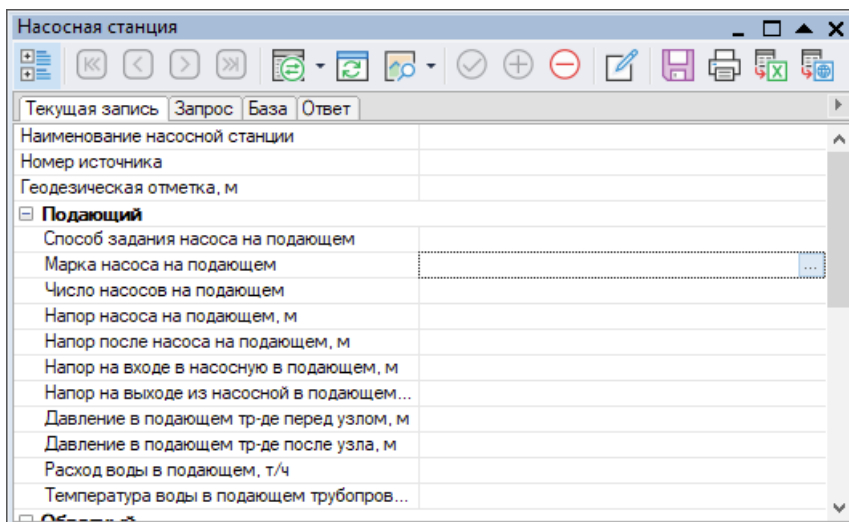 Насосная станция
Текущая запись Запрос База Ответ
Наименование насосной станции
Номер источника
Геодезическая отметка, м
Подающий
Способ задания насоса на подающем
Марка насоса на подающем
...
Число насосов на подающем
Напор насоса на подающем, м
Напор после насоса на подающем, м
Напор на входе в насосную в подающем, м
Напор на выходе из насосной в подающем...
Давление в подающем тр-де перед узлом, м
Давление в подающем тр-де после узла, м
Расход воды в подающем, т/ч
Температура воды в подающем трубопров...